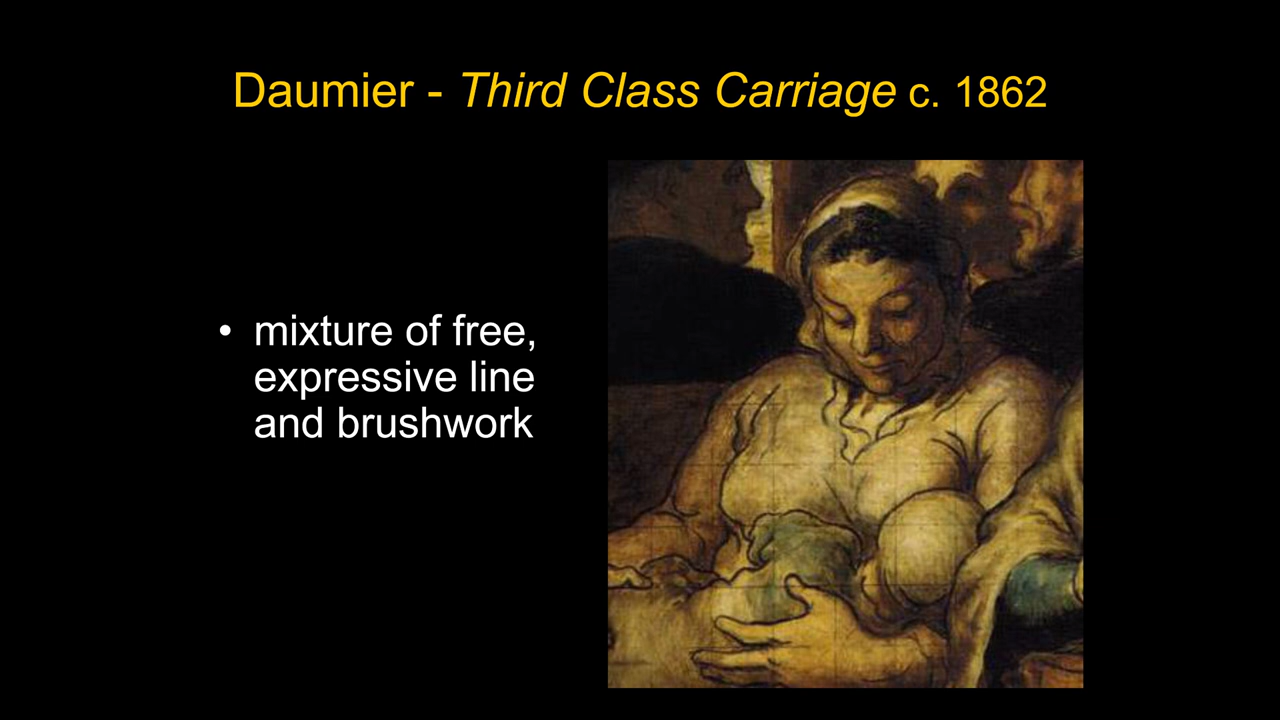 Daumier - Third Class Carriage c. 1862
• mixture of free,
expressive line
and brushwork